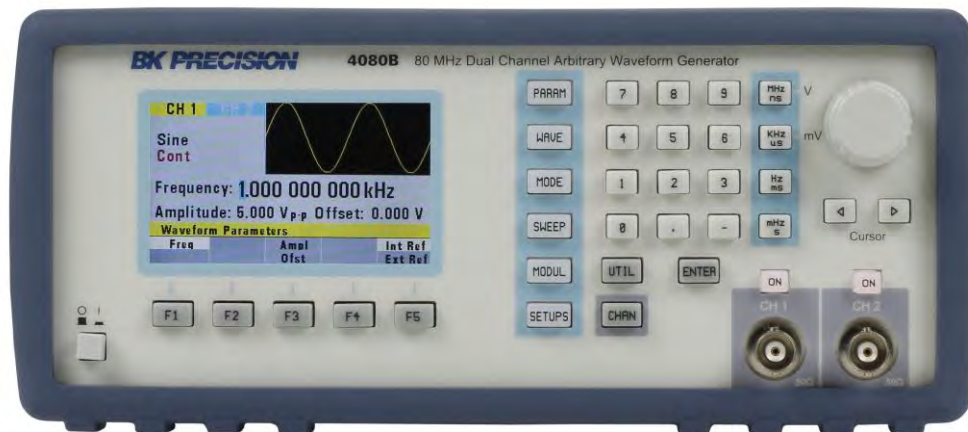 BK PRECISION 4080B 80 MHz Dual Channel Arbitrary Waveform Generator
CH 1
Sine
Cont
Frequency: 1.000 000 000 kHz
Amplitude: 5.000 Vp-p Offset: 0.000 V
Waveform Parameters
Freq Ampl Int Ref
Ofst Ext Ref
F1 F2 F3 F4 F5
PARAM 7 8 9 MHz ns V
WAVE 4 5 6 KHz us mV
MODE 1 2 3 Hz ms
SWEEP 0 . - mHz s
Cursor
MODUL UTIL ENTER
SETUPS CHAN
ON ON
CH 1 CH 2
50Ω 50Ω